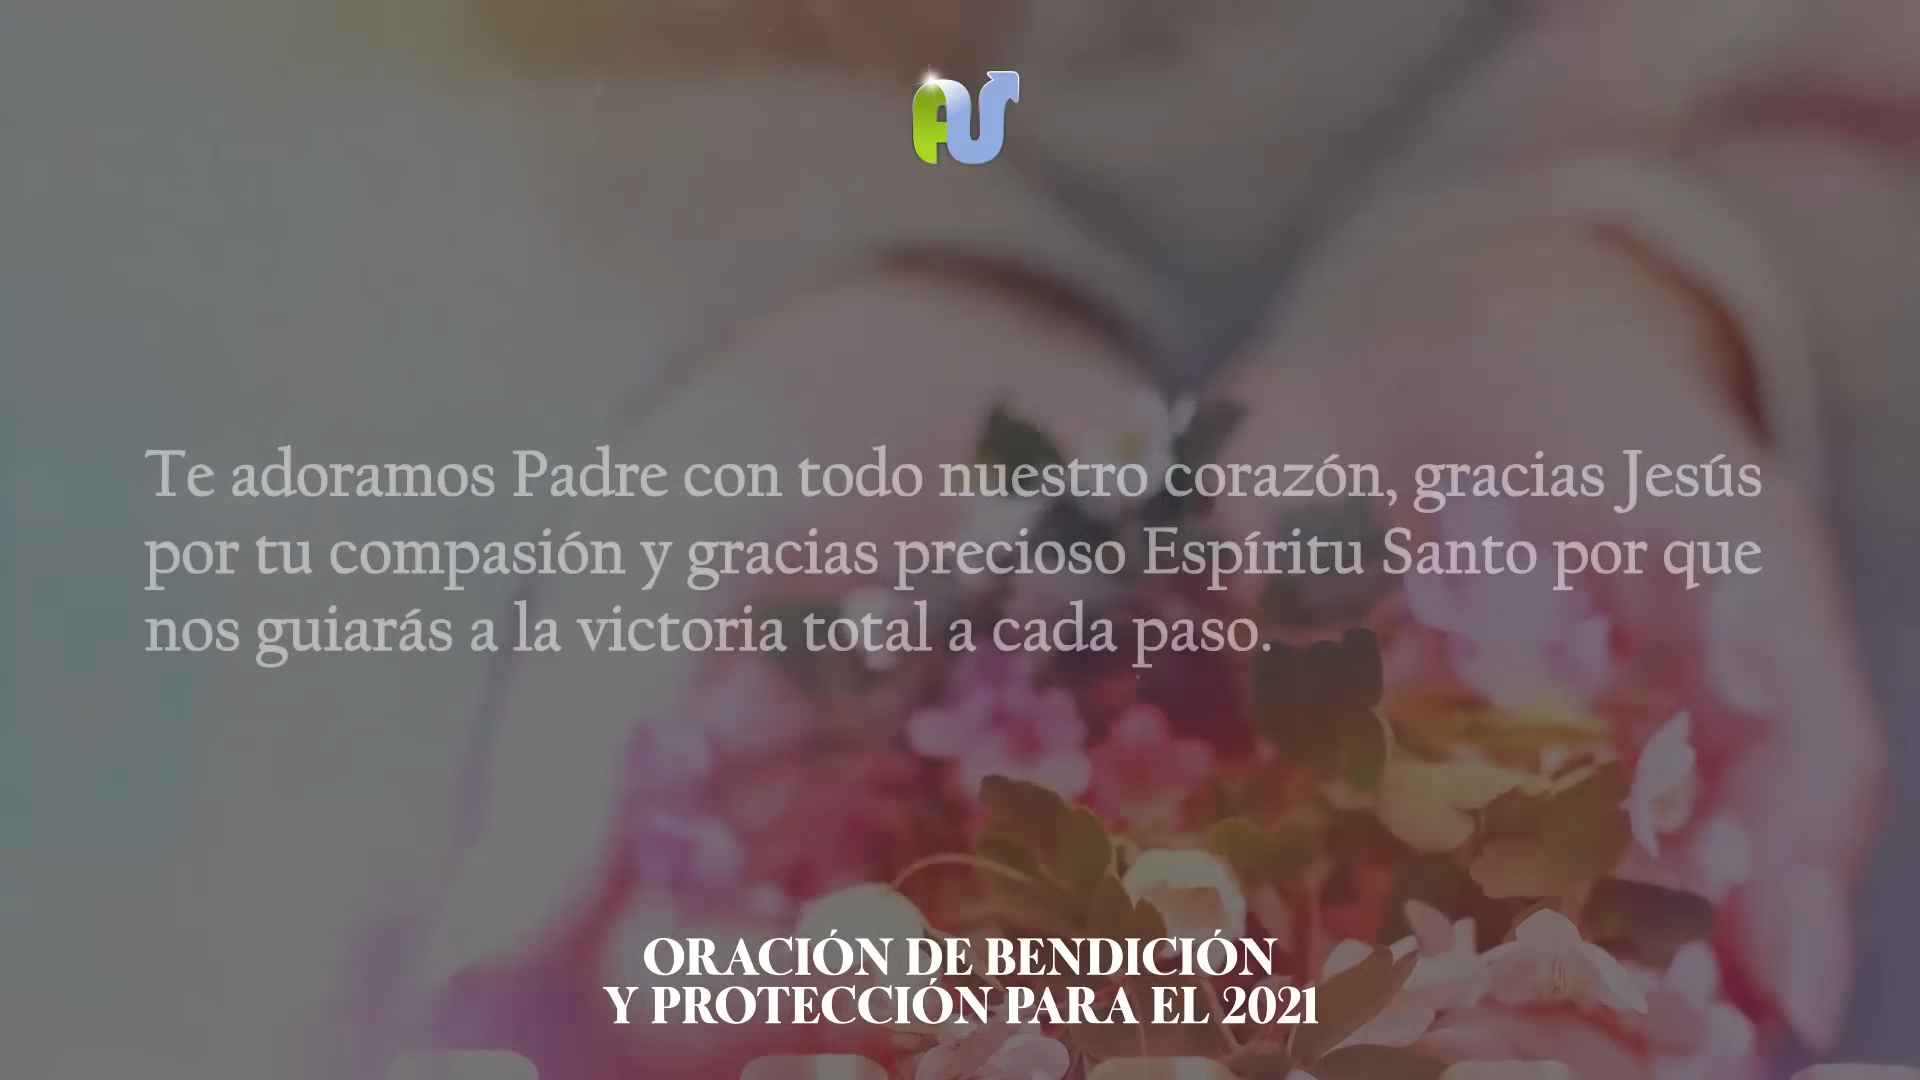 AU
Te adoramos Padre con todo nuestro corazón, gracias Jesús
por tu compasión y gracias precioso Espíritu Santo por que
nos guiarás a la victoria total a cada paso.
ORACIÓN DE BENDICIÓN
Y PROTECCIÓN PARA EL 2021